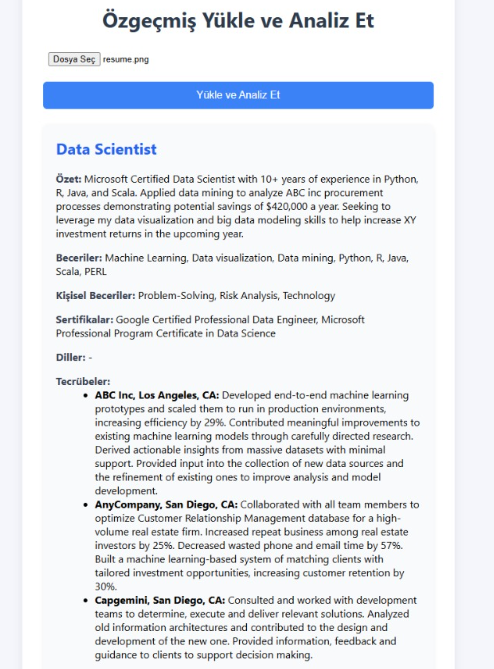 Özgeçmiş Yükle ve Analiz Et
Dosya Seç resume.png
Yükle ve Analiz Et
Data Scientist
Özet: Microsoft Certified Data Scientist with 10+ years of experience in Python,
R, Java, and Scala. Applied data mining to analyze ABC inc procurement
processes demonstrating potential savings of $420,000 a year. Seeking to
leverage my data visualization and big data modeling skills to help increase XY
investment returns in the upcoming year.
Beceriler: Machine Learning, Data visualization, Data mining, Python, R, Java,
Scala, PERL
Kişisel Beceriler: Problem-Solving, Risk Analysis, Technology
Sertifikalar: Google Certified Professional Data Engineer, Microsoft
Professional Program Certificate in Data Science
Diller: -
Tecrübeler:
• ABC Inc, Los Angeles, CA: Developed end-to-end machine learning
prototypes and scaled them to run in production environments,
increasing efficiency by 29%. Contributed meaningful improvements to
existing machine learning models through carefully directed research.
Derived actionable insights from massive datasets with minimal
support. Provided input into the collection of new data sources and
the refinement of existing ones to improve analysis and model
development.
• AnyCompany, San Diego, CA: Collaborated with all team members to
optimize Customer Relationship Management database for a high-
volume real estate firm. Increased repeat business among real estate
investors by 25%. Decreased wasted phone and email time by 57%.
Built a machine learning-based system of matching clients with
tailored investment opportunities, increasing customer retention by
30%.
• Capgemini, San Diego, CA: Consulted and worked with development
teams to determine, execute and deliver relevant solutions. Analyzed
old information architectures and contributed to the design and
development of the new one. Provided information, feedback and
guidance to clients to support decision making.